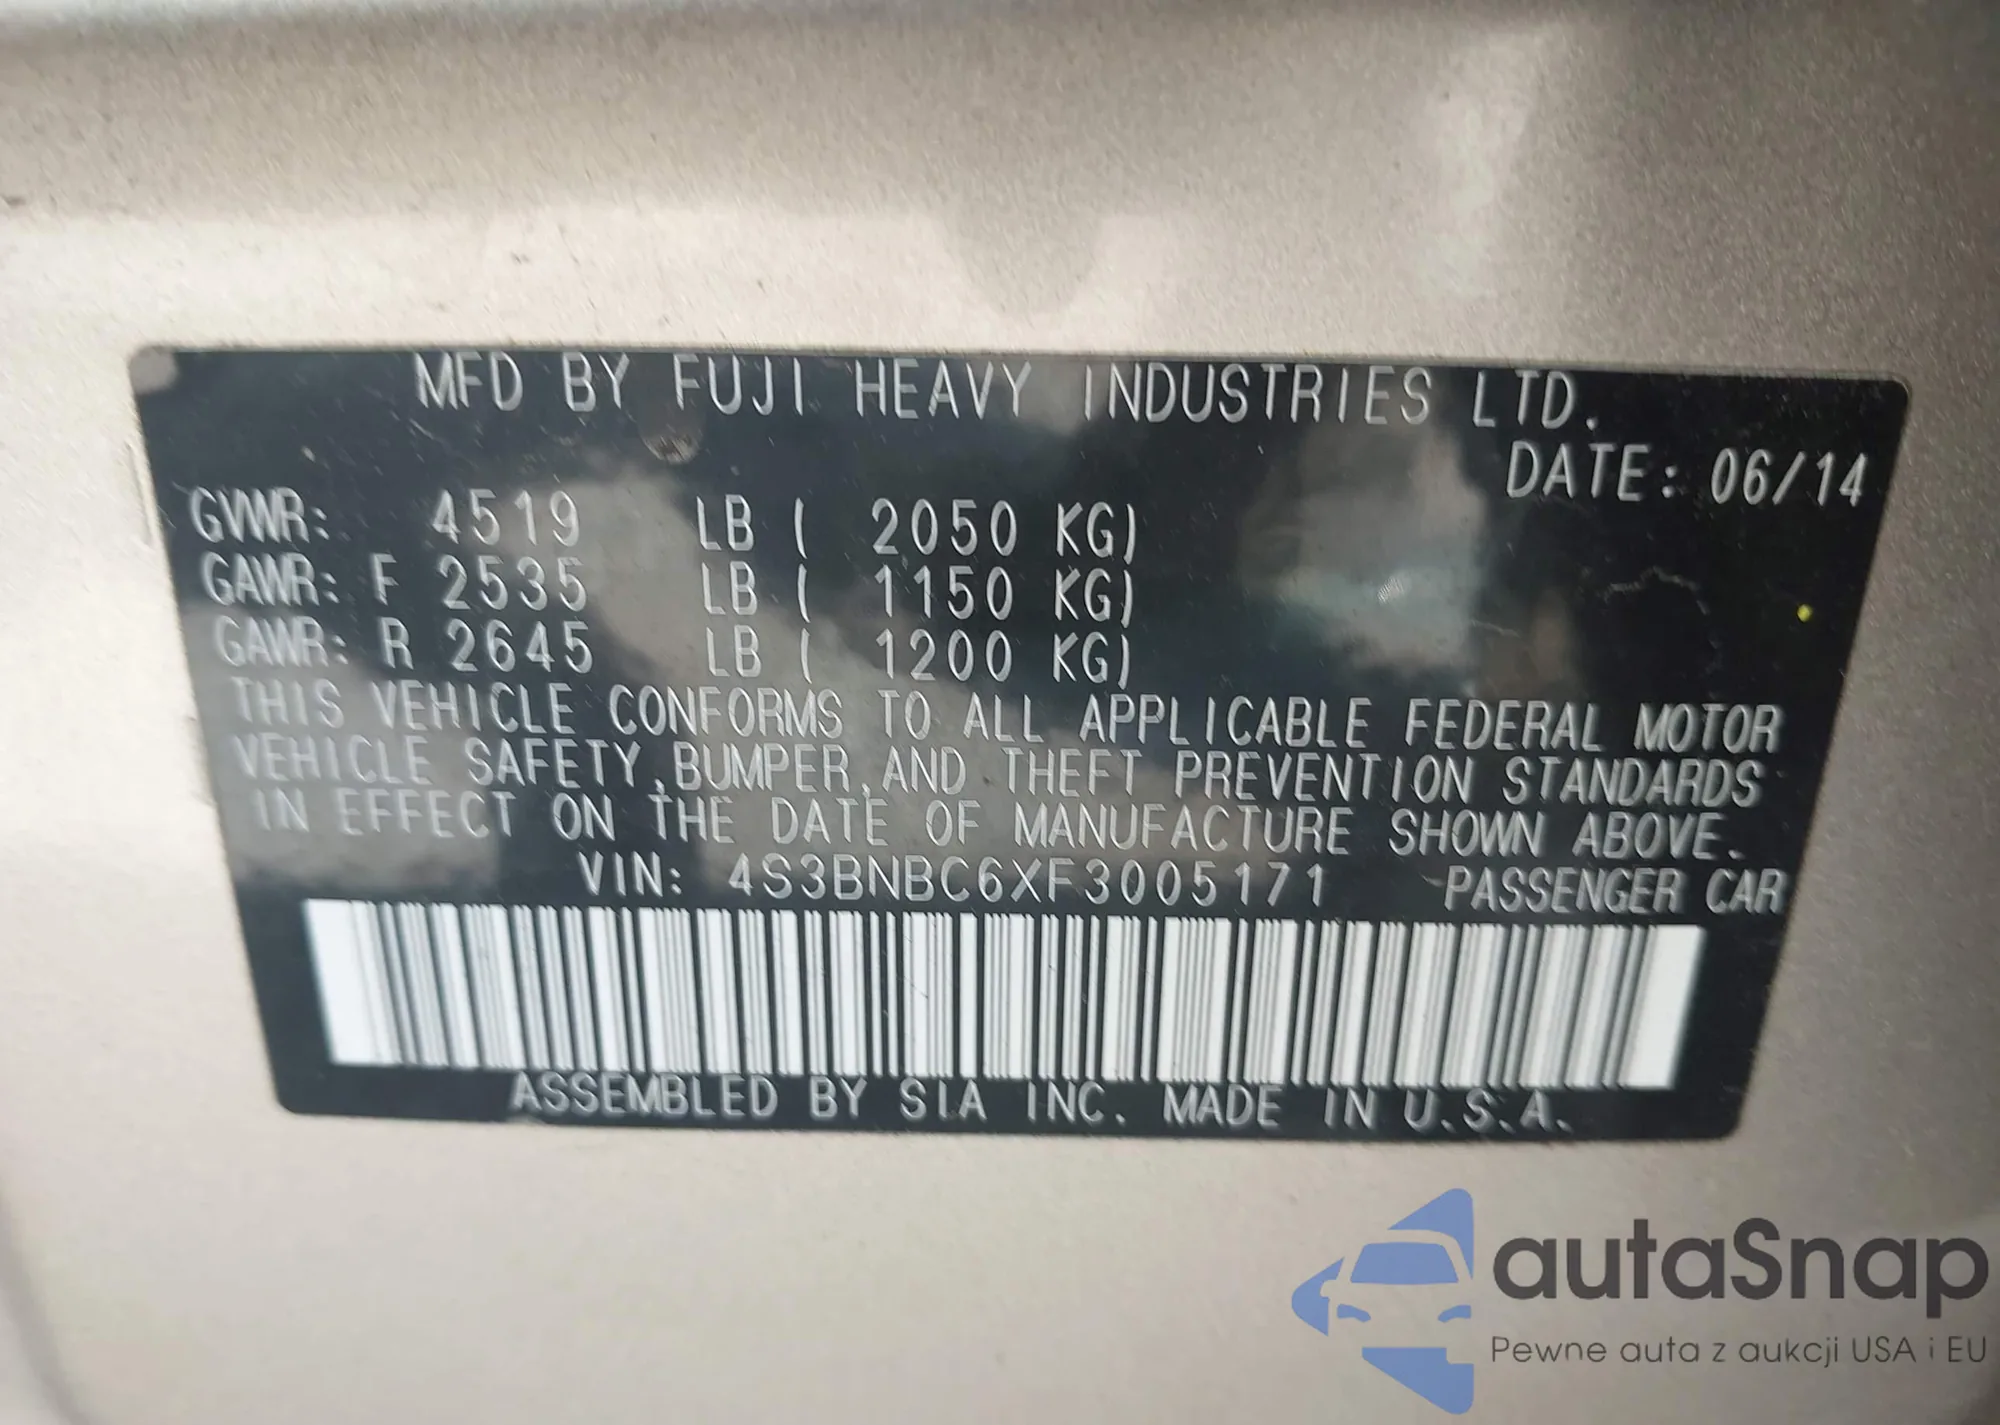 MFD BY FUJI HEAVY INDUSTRIES LTD.
DATE: 06/14
GVWR: 4519 LB ( 2050 KG)
GAWR: F 2535 LB ( 1150 KG)
GAWR: R 2645 LB ( 1200 KG)
THIS VEHICLE CONFORMS TO ALL APPLICABLE FEDERAL MOTOR
VEHICLE SAFETY,BUMPER,AND THEFT PREVENTION STANDARDS
IN EFFECT ON THE DATE OF MANUFACTURE SHOWN ABOVE.
VIN: 4S3BNBC6XF3005171 PASSENGER CAR
ASSEMBLED BY SIA INC. MADE IN U.S.A.
autaSnap
Pewne auta z aukcji USA i EU